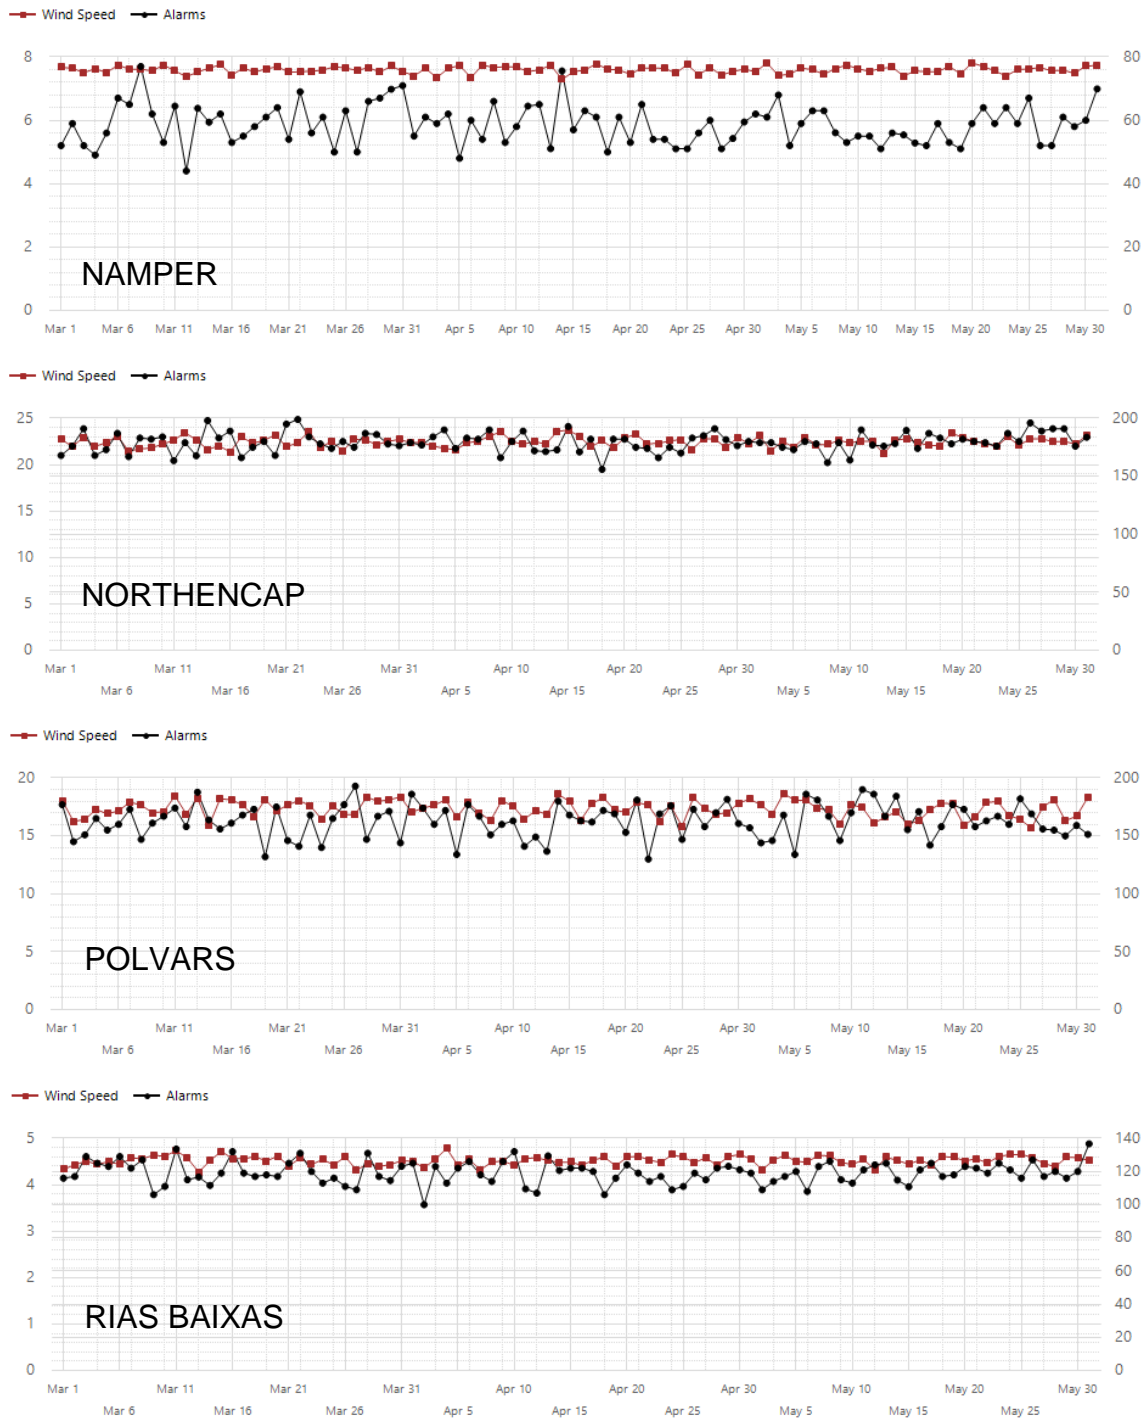 Wind Speed Alarms
8 80
6 60
4 40
2 20
NAMPER
0 0
Mar 1 Mar 6 Mar 11 Mar 16 Mar 21 Mar 26 Mar 31 Apr 5 Apr 10 Apr 15 Apr 20 Apr 25 Apr 30 May 5 May 10 May 15 May 20 May 25 May 30
Wind Speed Alarms
25 200
20
150
15
10 100
NORTHENCAP
5 50
0 0
Mar 1 Mar 11 Mar 21 Mar 31 Apr 10 Apr 20 Apr 30 May 10 May 20 May 30
Mar 6 Mar 16 Mar 26 Apr 5 Apr 15 Apr 25 May 5 May 15 May 25
Wind Speed Alarms
20 200
15 150
10 100
POLVARS
5 50
0 0
Mar 1 Mar 11 Mar 21 Mar 31 Apr 10 Apr 20 Apr 30 May 10 May 20 May 30
Mar 6 Mar 16 Mar 26 Apr 5 Apr 15 Apr 25 May 5 May 15 May 25
Wind Speed Alarms
5 140
120
4
100
3
80
60
2
40
RIAS BAIXAS
1
20
0 0
Mar 1 Mar 11 Mar 21 Mar 31 Apr 10 Apr 20 Apr 30 May 10 May 20 May 30
Mar 6 Mar 16 Mar 26 Apr 5 Apr 15 Apr 25 May 5 May 15 May 25